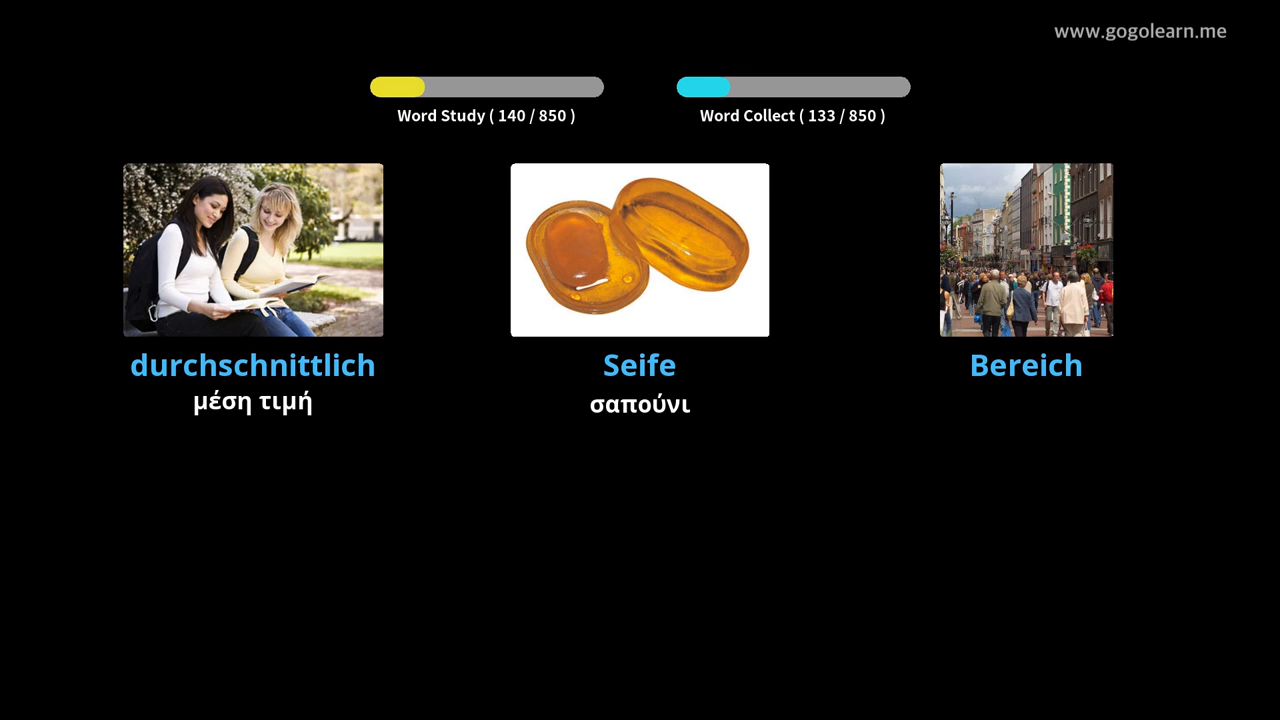 www.gogolearn.me
Word Study ( 140 / 850 )
Word Collect ( 133 / 850 )
durchschnittlich
μέση τιμή
Seife
σαπούνι
Bereich